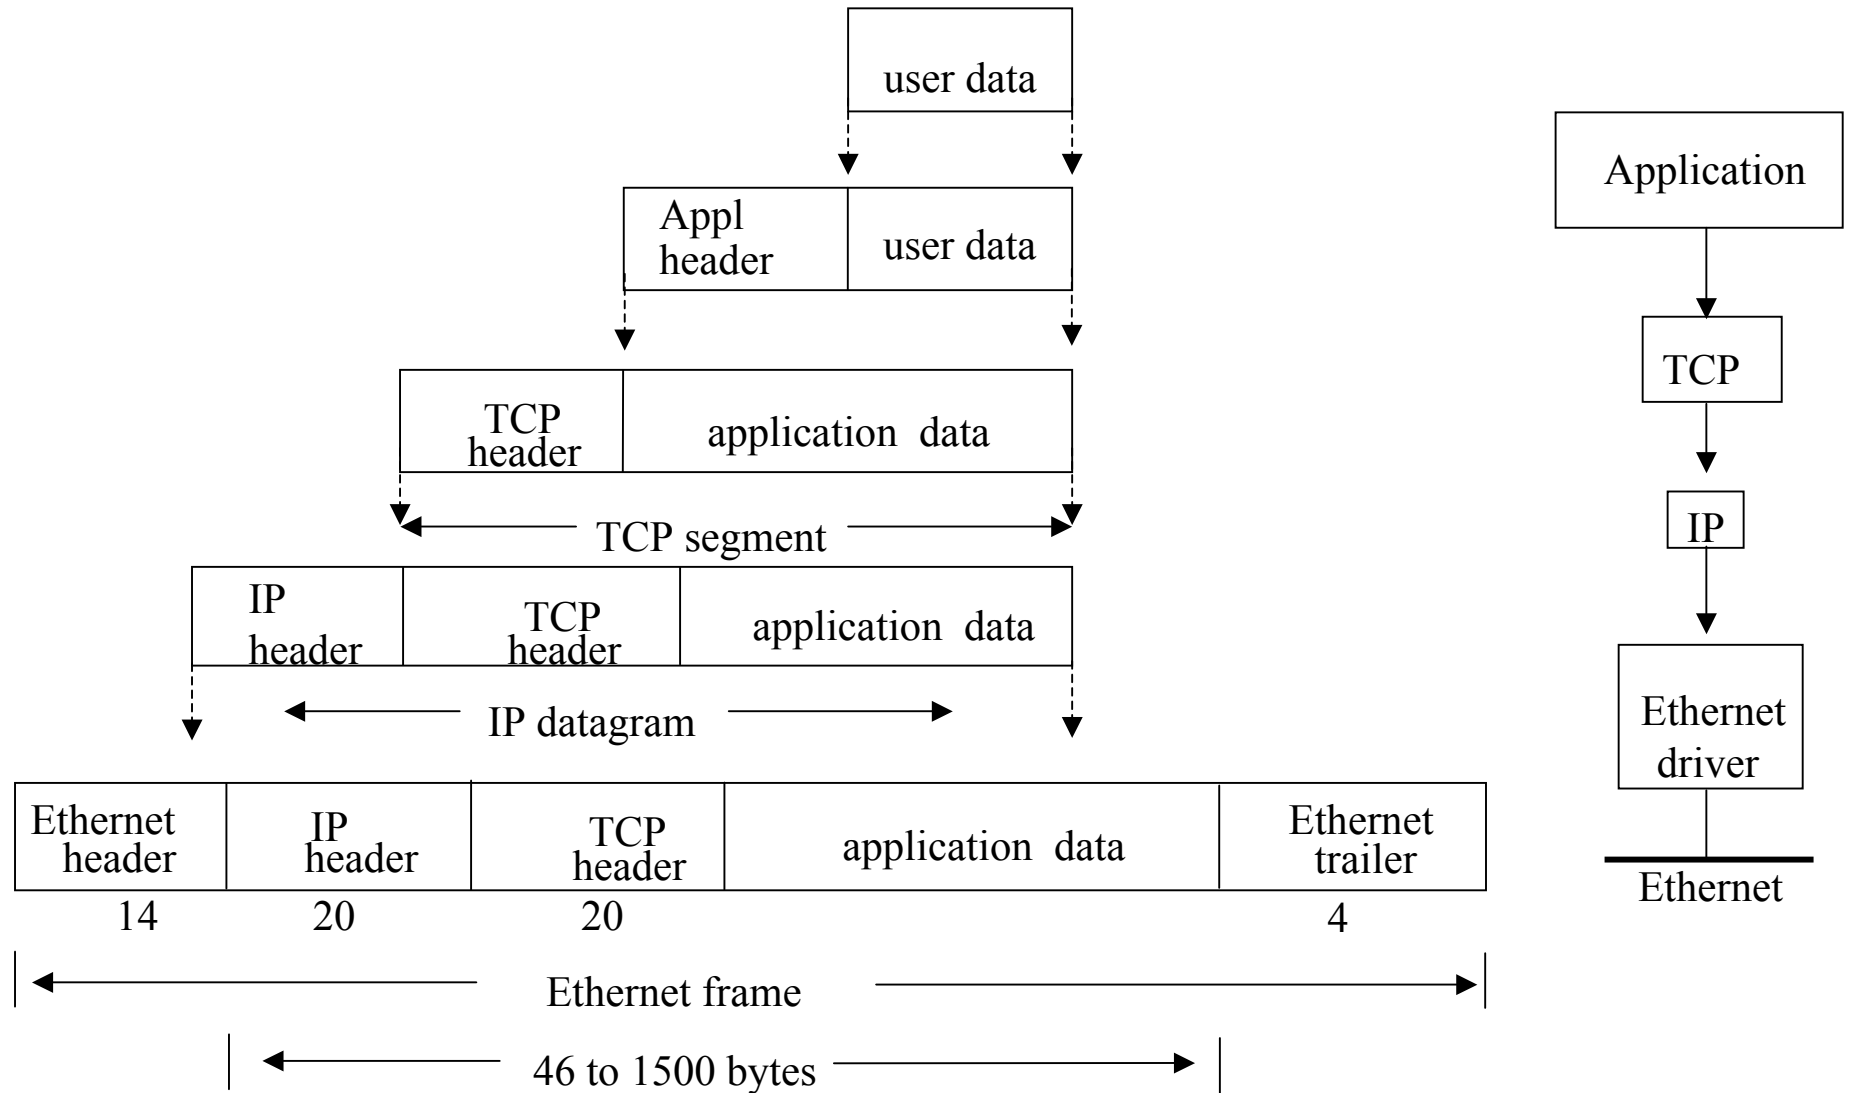 user data
Appl
header
user data
TCP
header
application data
TCP segment
IP
header
TCP
header
application data
IP datagram
Ethernet
header
IP
header
TCP
header
application data
Ethernet
trailer
14
20
20
4
Ethernet frame
46 to 1500 bytes
Application
TCP
IP
Ethernet
driver
Ethernet